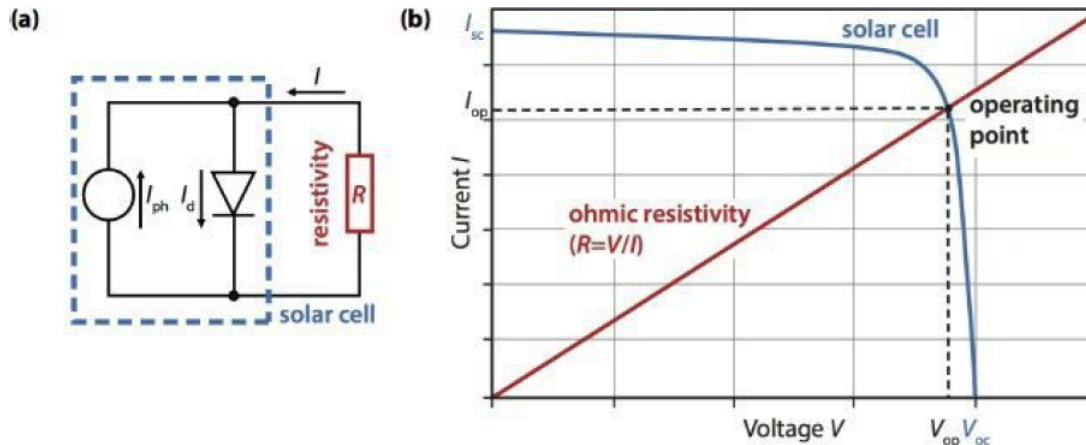 (a)
I
I_ph
I_d
R
resistivity
solar cell
(b)
I_sc
solar cell
I_op
operating
point
ohmic resistivity
(R=V/I)
Current I
Voltage V
V_op V_oc